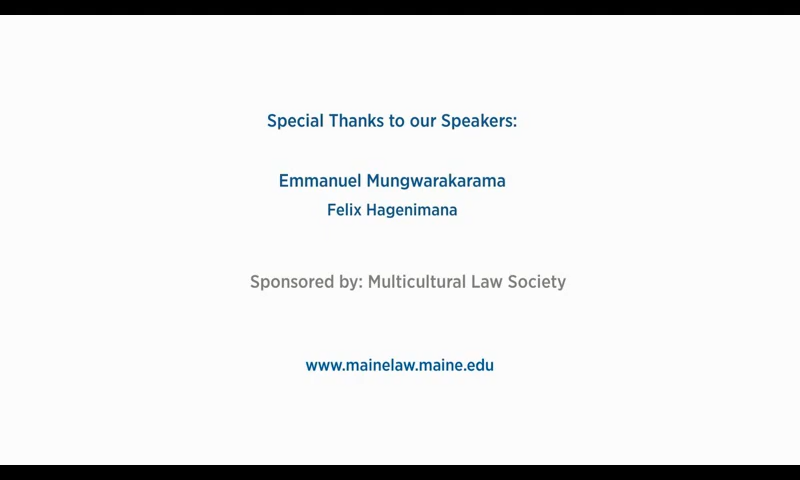 Special Thanks to our Speakers:
Emmanuel Mungwarakarama
Felix Hagenimana
Sponsored by: Multicultural Law Society
www.mainelaw.maine.edu